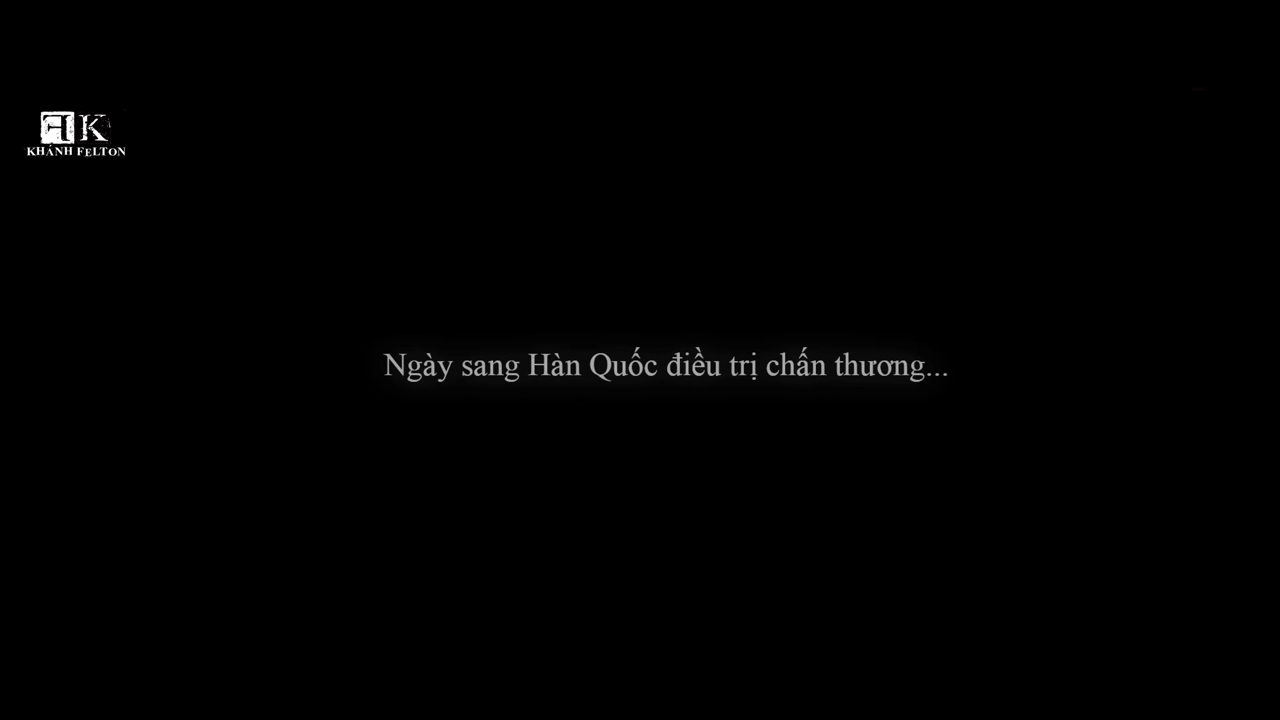 KHÁNH FELTON
Ngày sang Hàn Quốc điều trị chấn thương...